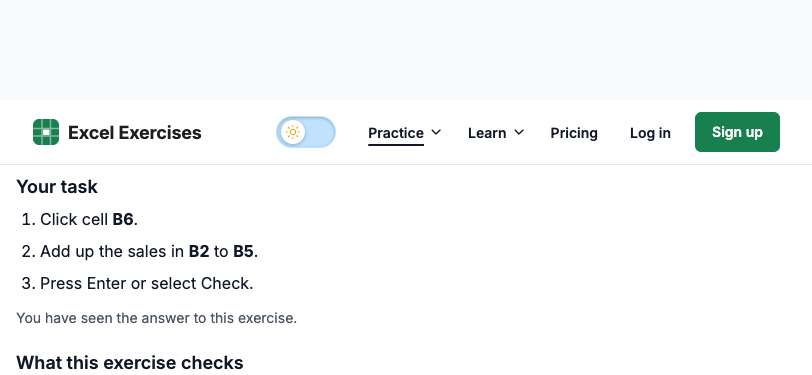 Excel Exercises
Practice
Learn
Pricing
Log in
Sign up
Your task
1. Click cell B6.
2. Add up the sales in B2 to B5.
3. Press Enter or select Check.
You have seen the answer to this exercise.
What this exercise checks